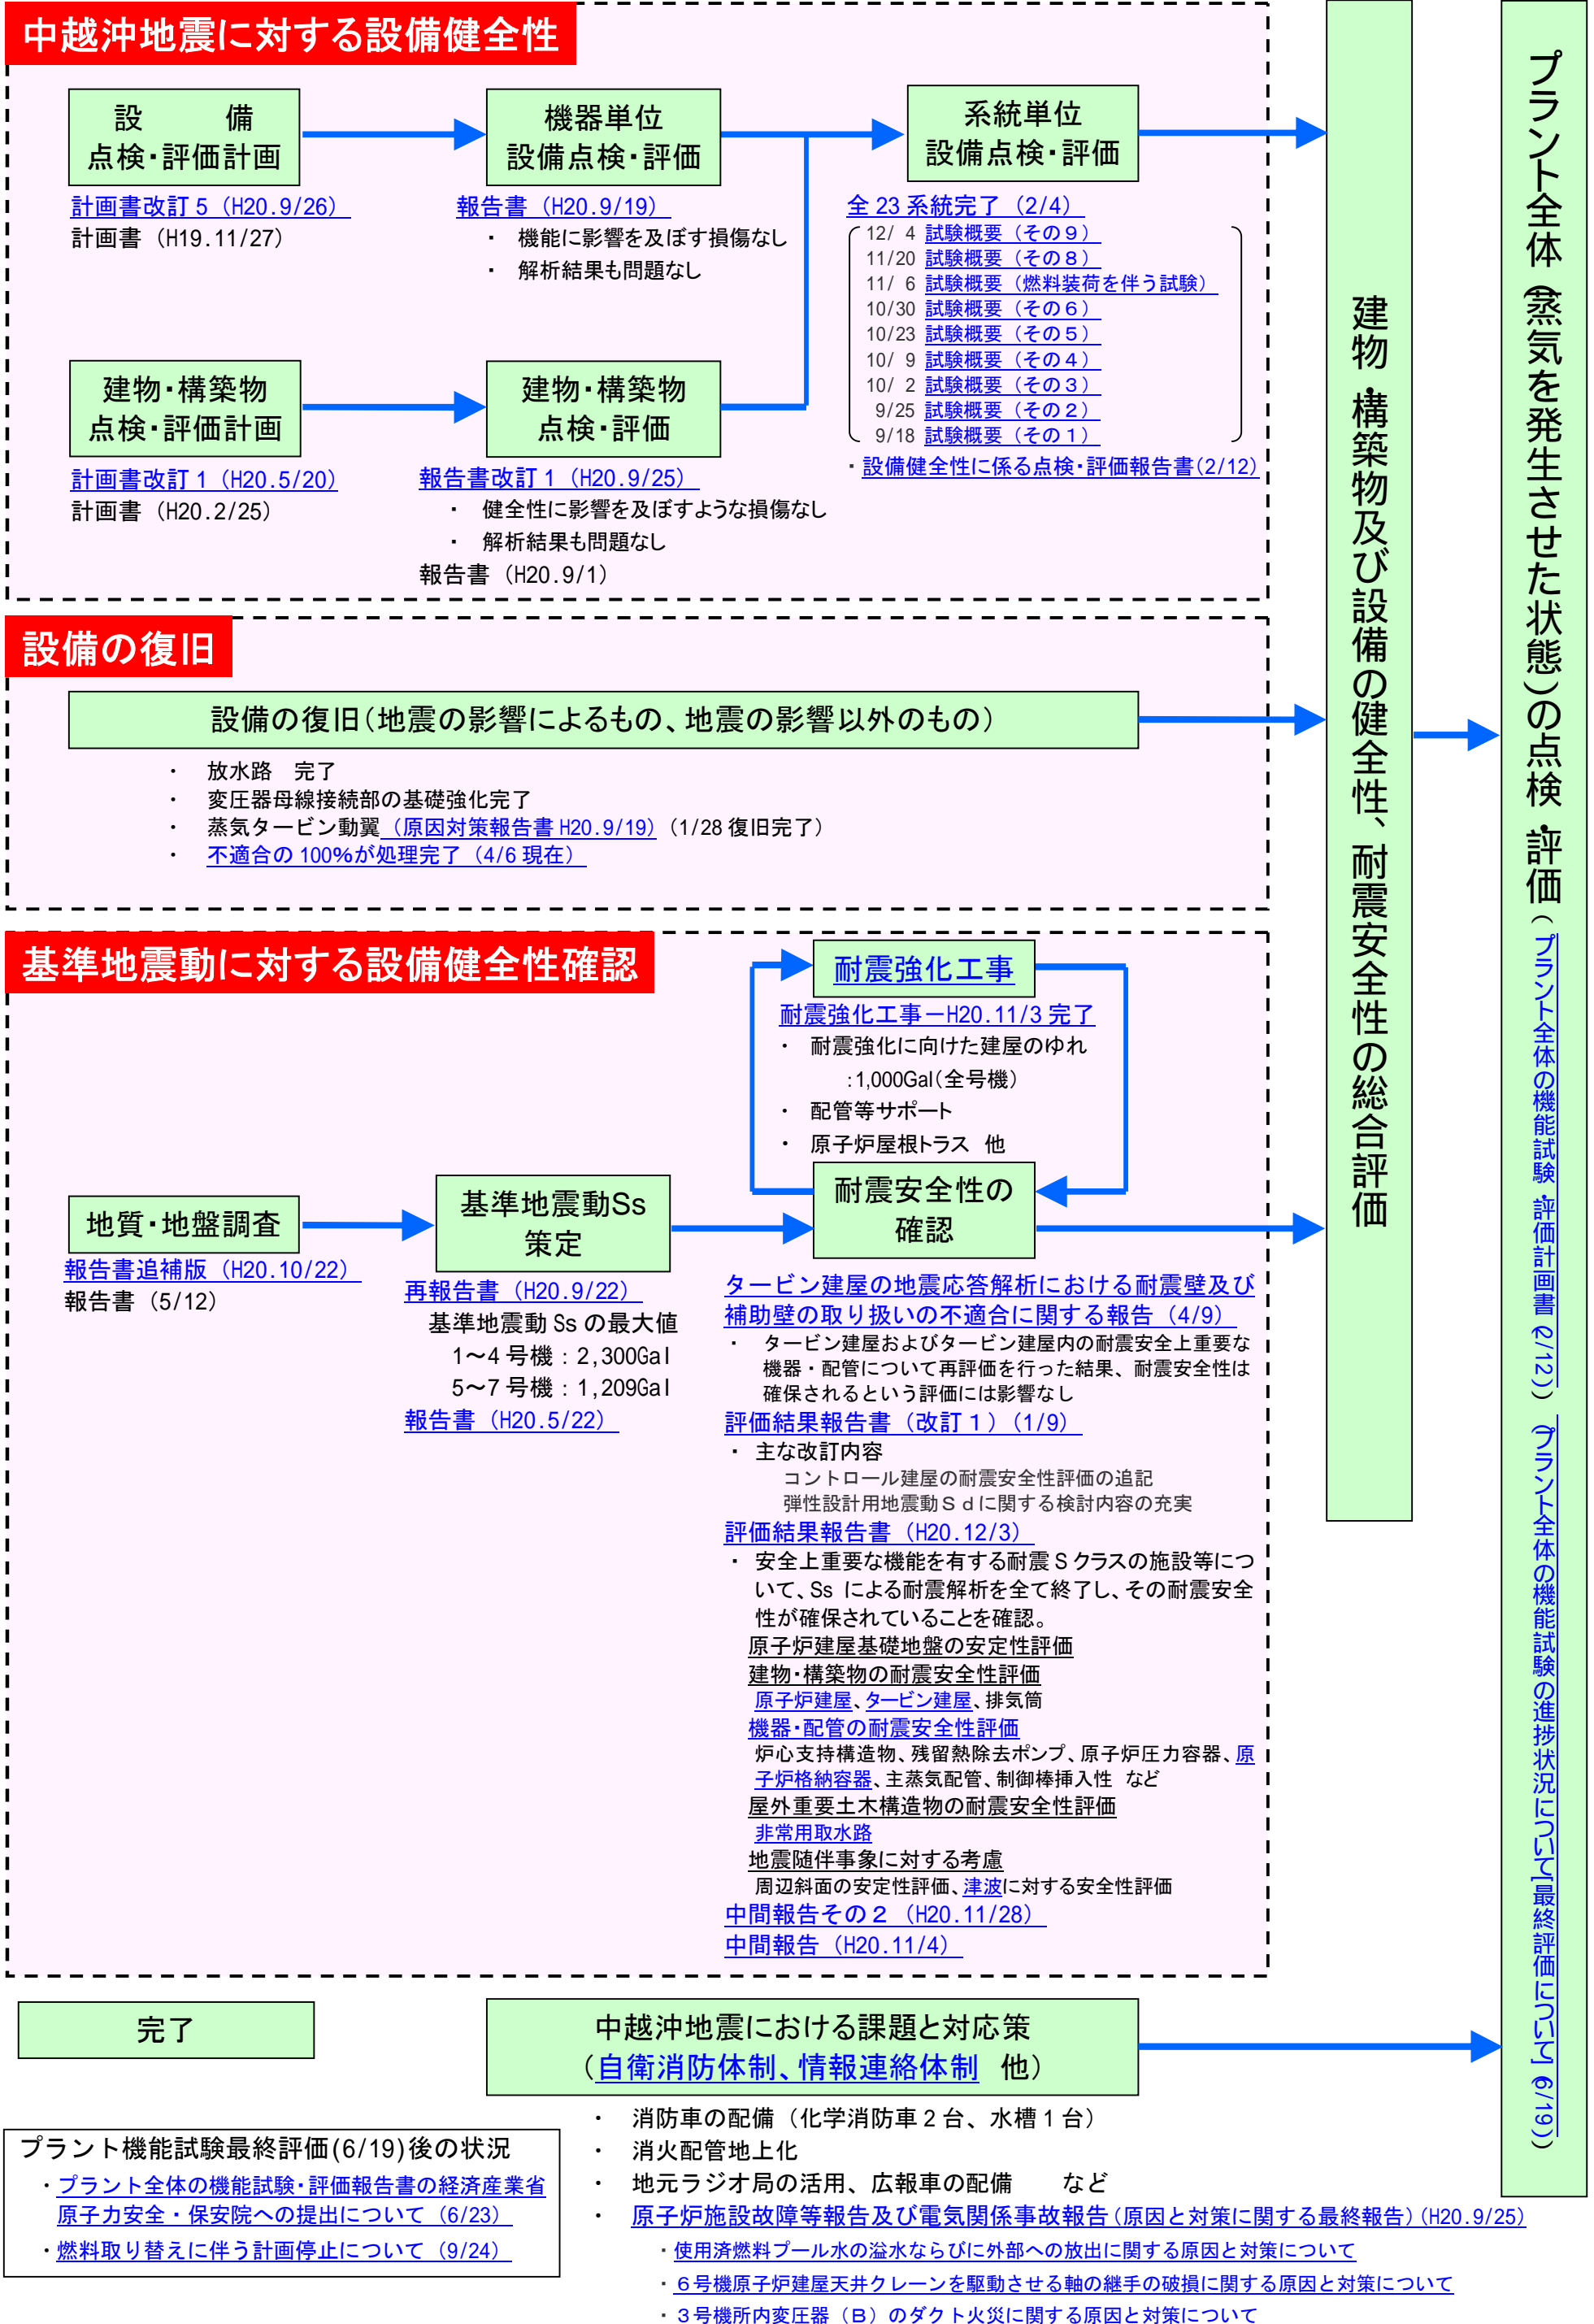 中越沖地震に対する設備健全性
設　　備
点検・評価計画
計画書改訂５（H20.9/26）
計画書（H19.11/27）
機器単位
設備点検・評価
報告書（H20.9/19）
・ 機能に影響を及ぼす損傷なし
・ 解析結果も問題なし
系統単位
設備点検・評価
全 23 系統完了（2/4）
12/ 4 試験概要（その９）
11/20 試験概要（その８）
11/ 6 試験概要（燃料装荷を伴う試験）
10/30 試験概要（その６）
10/23 試験概要（その５）
10/ 9 試験概要（その４）
10/ 2 試験概要（その３）
9/25 試験概要（その２）
9/18 試験概要（その１）
・設備健全性に係る点検・評価報告書(2/12)
建物・構築物
点検・評価計画
計画書改訂１（H20.5/20）
計画書（H20.2/25）
建物・構築物
点検・評価
報告書改訂１（H20.9/25）
・ 健全性に影響を及ぼすような損傷なし
・ 解析結果も問題なし
報告書（H20.9/1）
設備の復旧
設備の復旧（地震の影響によるもの、地震の影響以外のもの）
・ 放水路　完了
・ 変圧器母線接続部の基礎強化完了
・ 蒸気タービン動翼（原因対策報告書 H20.9/19）（1/28 復旧完了）
・ 不適合の 100％が処理完了（4/6 現在）
基準地震動に対する設備健全性確認
耐震強化工事
耐震強化工事－H20.11/3 完了
・ 耐震強化に向けた建屋のゆれ
：1,000Gal（全号機）
・ 配管等サポート
・ 原子炉屋根トラス 他
地質・地盤調査
報告書追補版（H20.10/22）
報告書（5/12）
基準地震動Ss
策定
再報告書（H20.9/22）
基準地震動 Ss の最大値
1～4 号機：2,300Gal
5～7 号機：1,209Gal
報告書（H20.5/22）
耐震安全性の
確認
タービン建屋の地震応答解析における耐震壁及び
補助壁の取り扱いの不適合に関する報告（4/9）
・ タービン建屋およびタービン建屋内の耐震安全上重要な
機器・配管について再評価を行った結果、耐震安全性は
確保されるという評価には影響なし
評価結果報告書（改訂１）（1/9）
・ 主な改訂内容
コントロール建屋の耐震安全性評価の追記
弾性設計用地震動Ｓｄに関する検討内容の充実
評価結果報告書（H20.12/3）
・ 安全上重要な機能を有する耐震 S クラスの施設等につ
いて、Ss による耐震解析を全て終了し、その耐震安全
性が確保されていることを確認。
原子炉建屋基礎地盤の安定性評価
建物・構築物の耐震安全性評価
原子炉建屋、タービン建屋、排気筒
機器・配管の耐震安全性評価
炉心支持構造物、残留熱除去ポンプ、原子炉圧力容器、原
子炉格納容器、主蒸気配管、制御棒挿入性 など
屋外重要土木構造物の耐震安全性評価
非常用取水路
地震随伴事象に対する考慮
周辺斜面の安定性評価、津波に対する安全性評価
中間報告その２（H20.11/28）
中間報告（H20.11/4）
建物・構築物及び設備の健全性、耐震安全性の総合評価
プラント全体（蒸気を発生させた状態）の点検・評価（プラント全体の機能試験・評価計画書（2/12））（プラント全体の機能試験の進捗状況について［最終評価について］（6/19））
完了
中越沖地震における課題と対応策
（自衛消防体制、情報連絡体制　他）
・ 消防車の配備（化学消防車２台、水槽１台）
・ 消火配管地上化
・ 地元ラジオ局の活用、広報車の配備　　など
・ 原子炉施設故障等報告及び電気関係事故報告（原因と対策に関する最終報告）（H20.9/25）
・使用済燃料プール水の溢水ならびに外部への放出に関する原因と対策について
・６号機原子炉建屋天井クレーンを駆動させる軸の継手の破損に関する原因と対策について
・３号機所内変圧器（Ｂ）のダクト火災に関する原因と対策について
プラント機能試験最終評価(6/19)後の状況
・プラント全体の機能試験・評価報告書の経済産業省
原子力安全・保安院への提出について（6/23）
・燃料取り替えに伴う計画停止について（9/24）